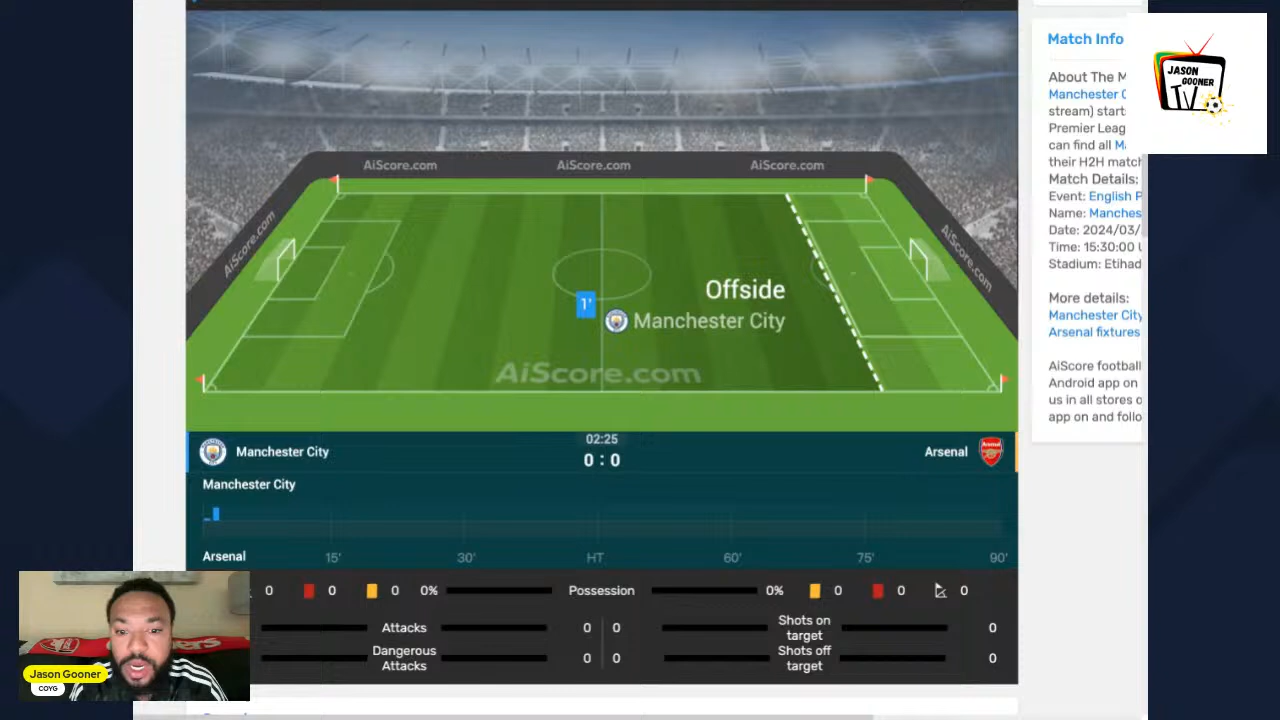 Match Info
JASON
GOONER
TV
About The M
Manchester C
stream) start
Premier Leag
can find all M
their H2H match
Match Details:
Event: English P
Name: Manches
Date: 2024/03/
Time: 15:30:00 U
Stadium: Etihad
More details:
Manchester City
Arsenal fixtures
AiScore football
Android app on
us in all stores o
app on and follo
AiScore.com AiScore.com AiScore.com
AiScore.com
AiScore.com
Offside
1'
Manchester City
AiScore.com
02:25
Manchester City 0 : 0 Arsenal
Manchester City
Arsenal 15' 30' HT 60' 75' 90'
0 0 0 0% Possession 0% 0 0 0
Attacks 0 0 Shots on target 0
Dangerous Attacks 0 0 Shots off target 0
Jason Gooner
COYG